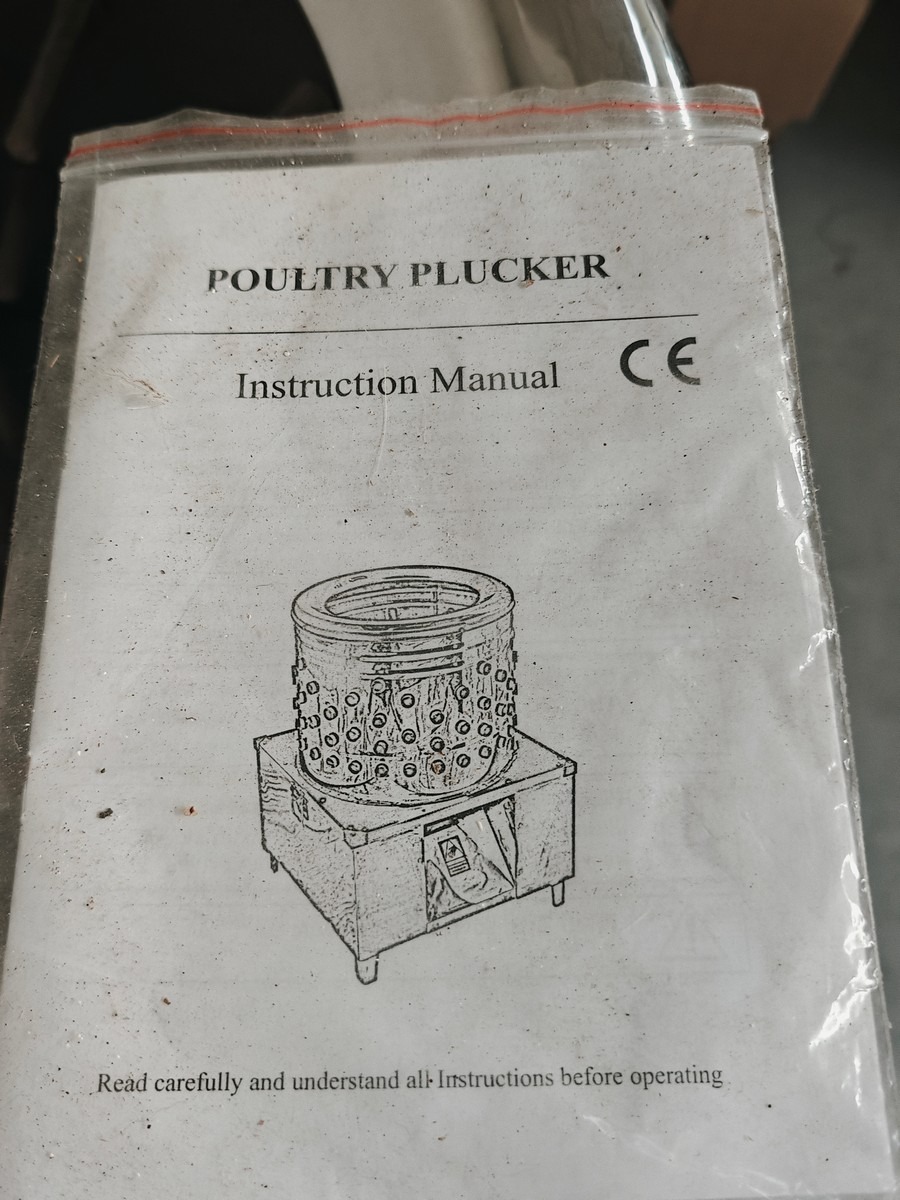 POULTRY PLUCKER
Instruction Manual CE
Read carefully and understand all Instructions before operating